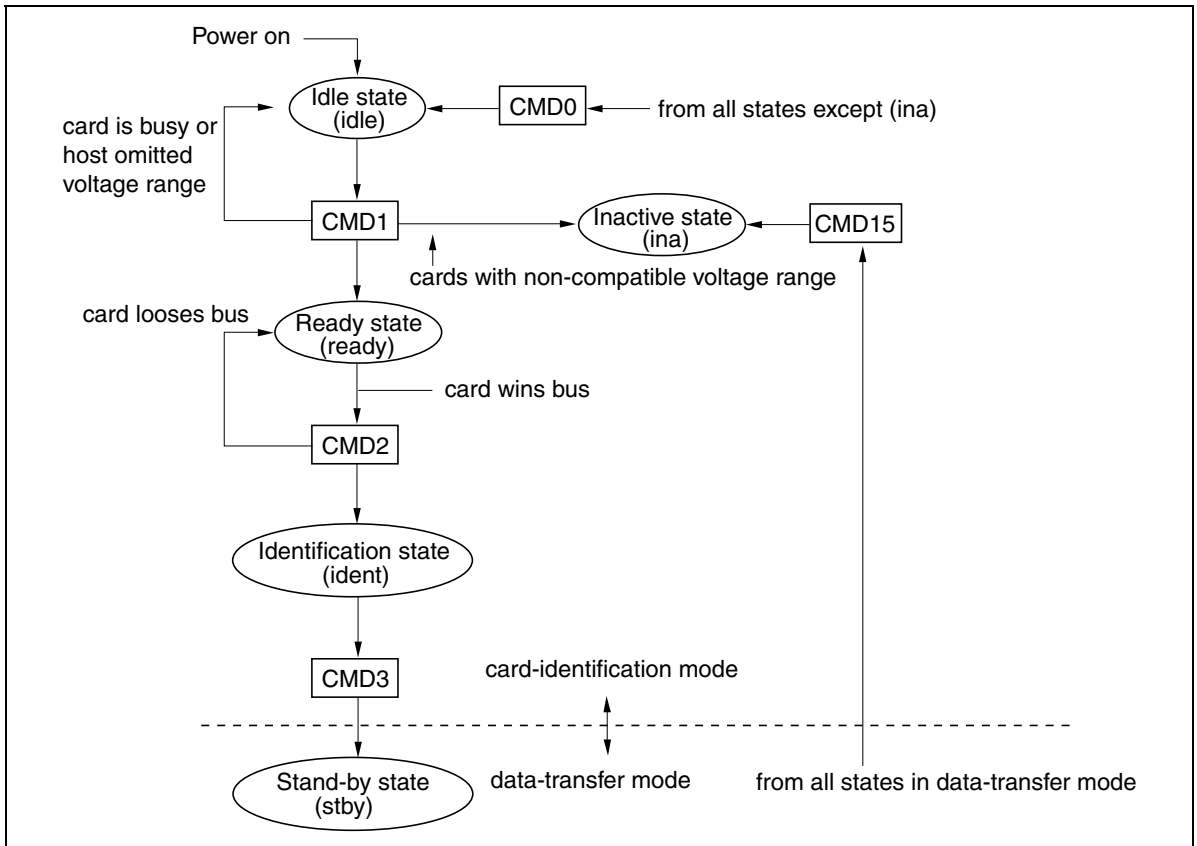 Power on
Idle state
(idle)
CMD0
from all states except (ina)
card is busy or
host omitted
voltage range
CMD1
Inactive state
(ina)
CMD15
cards with non-compatible voltage range
card looses bus
Ready state
(ready)
card wins bus
CMD2
Identification state
(ident)
CMD3
card-identification mode
Stand-by state
(stby)
data-transfer mode
from all states in data-transfer mode